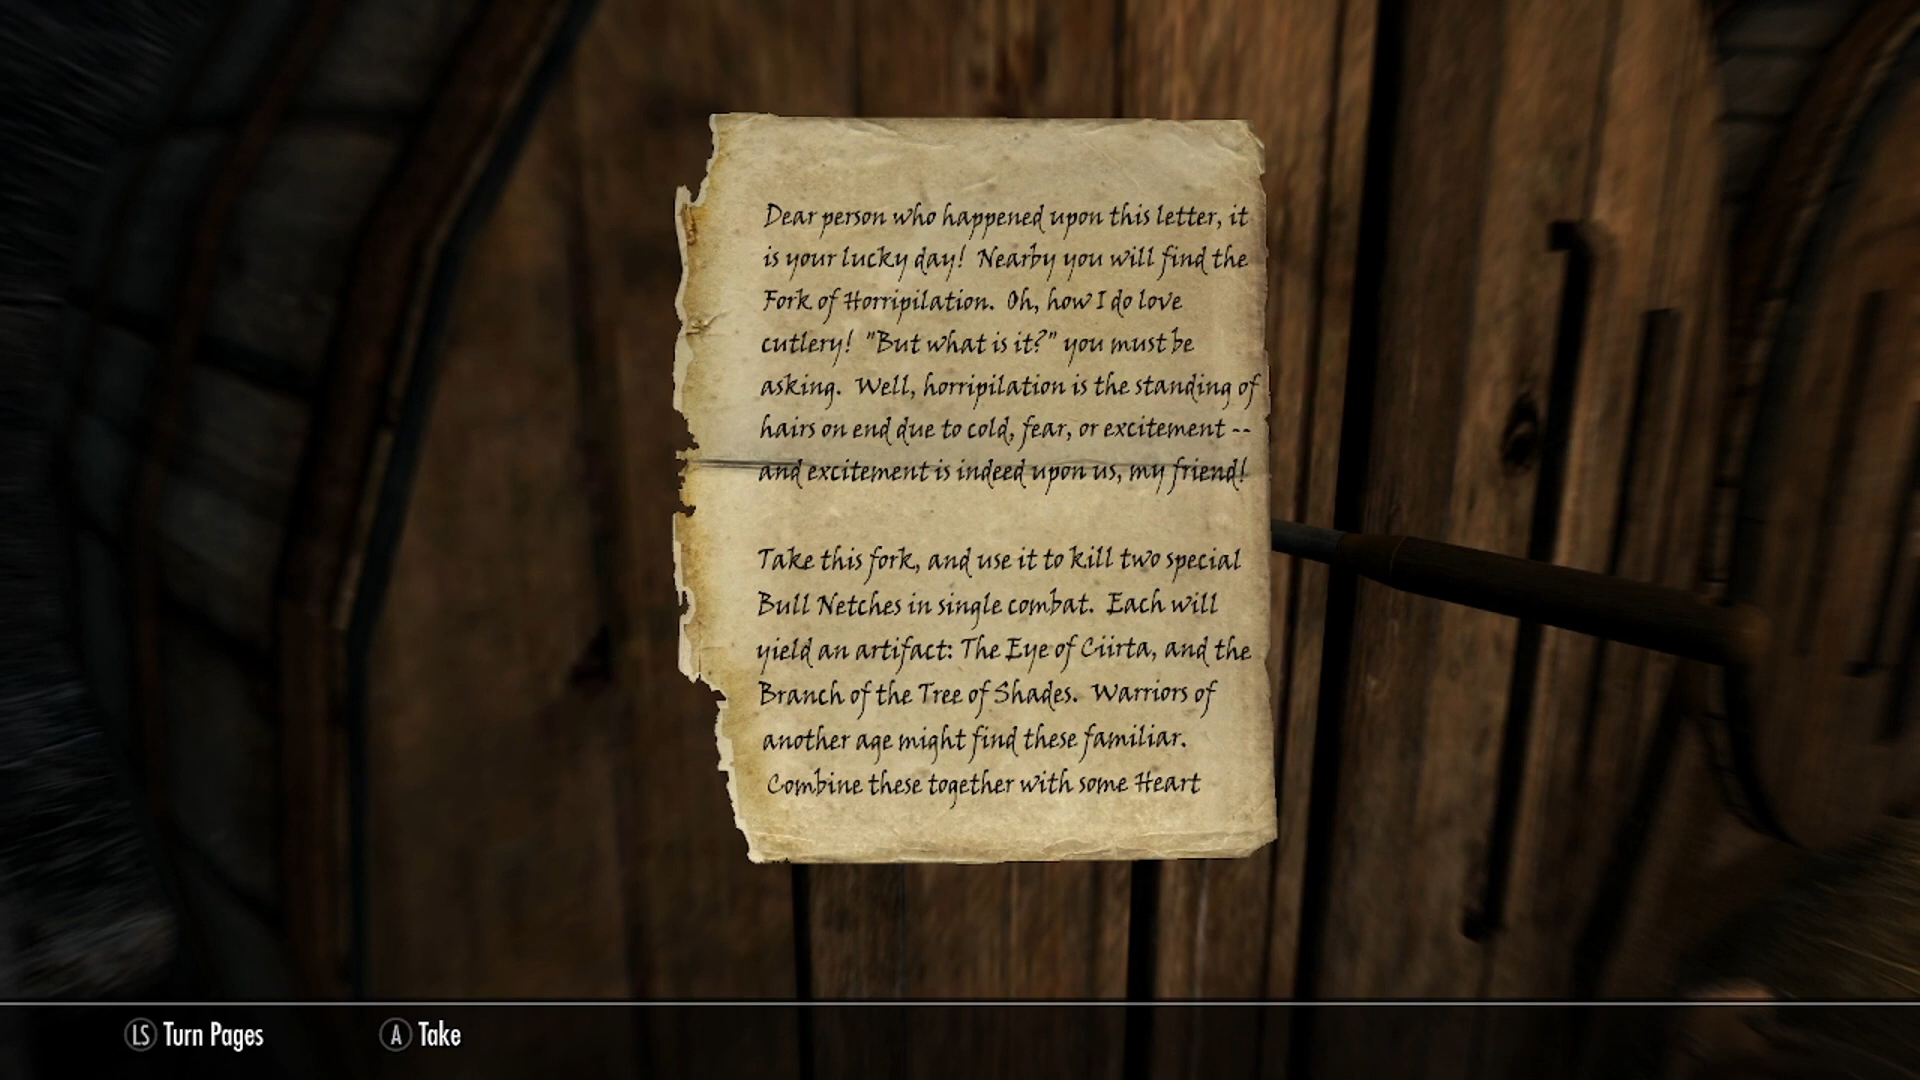 Dear person who happened upon this letter, it
is your lucky day!  Nearby you will find the
Fork of Horripilation.  Oh, how I do love
cutlery!  "But what is it?" you must be
asking.  Well, horripilation is the standing of
hairs on end due to cold, fear, or excitement --
and excitement is indeed upon us, my friend!
Take this fork, and use it to kill two special
Bull Netches in single combat.  Each will
yield an artifact: The Eye of Ciirta, and the
Branch of the Tree of Shades.  Warriors of
another age might find these familiar.
Combine these together with some Heart
LS Turn Pages
A Take